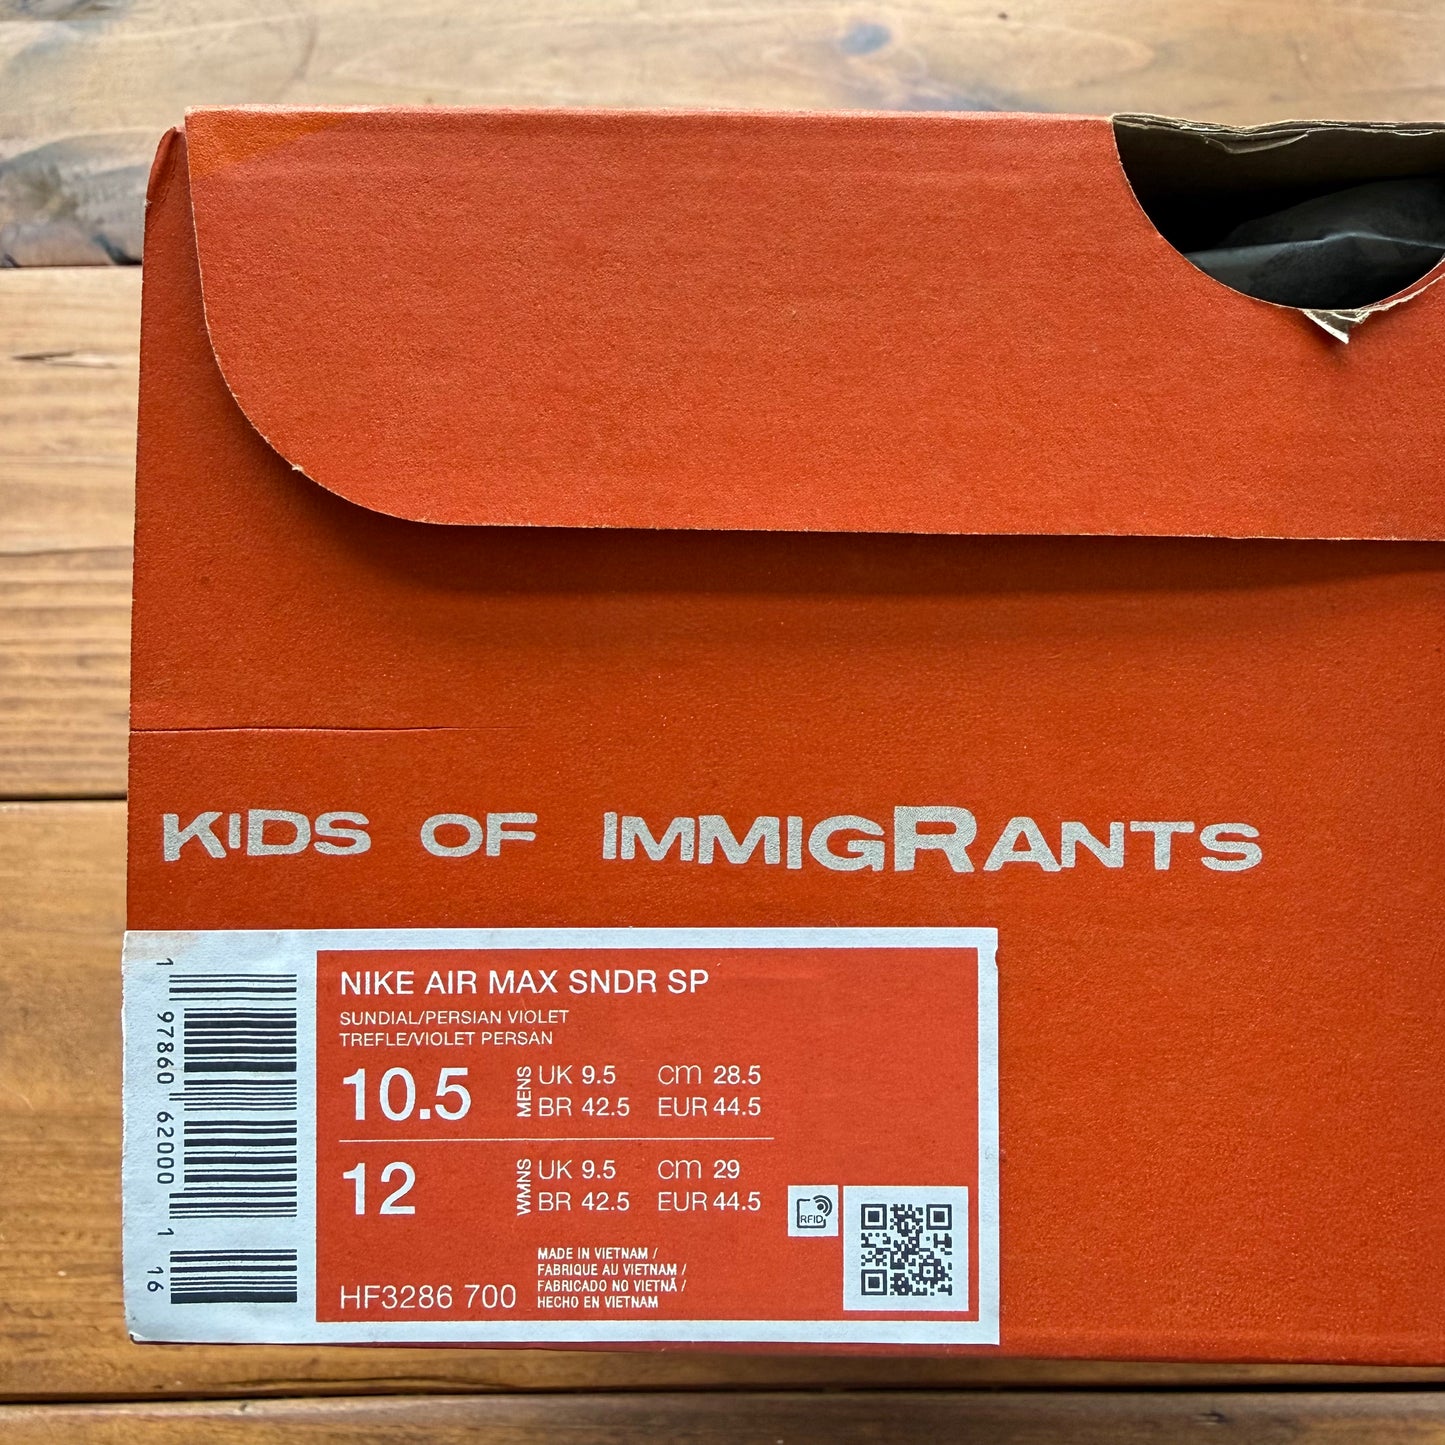 KIDS OF IMMIGRANTS
NIKE AIR MAX SNDR SP
SUNDIAL/PERSIAN VIOLET
TREFLE/VIOLET PERSAN
10.5 MENS UK 9.5 CM 28.5
BR 42.5 EUR 44.5
12 WMNS UK 9.5 CM 29
BR 42.5 EUR 44.5
RFID
MADE IN VIETNAM /
FABRIQUE AU VIETNAM /
FABRICADO NO VIETNÃ /
HECHO EN VIETNAM
HF3286 700
1 97860 62000 1 16